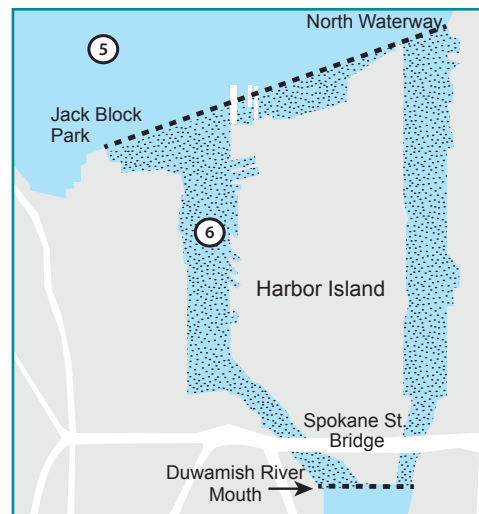 North Waterway
5
Jack Block
Park
6
Harbor Island
Spokane St.
Bridge
Duwamish River
Mouth